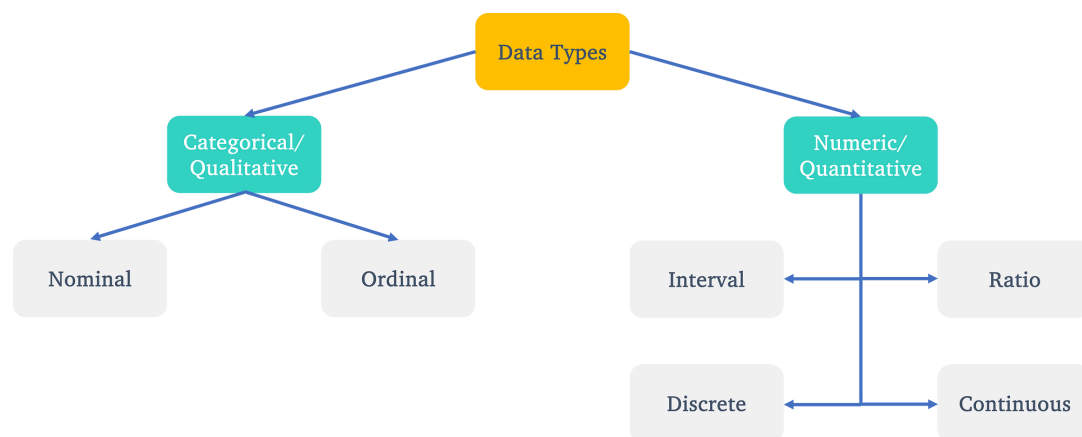 Data Types
Categorical/
Qualitative
Numeric/
Quantitative
Nominal
Ordinal
Interval
Ratio
Discrete
Continuous